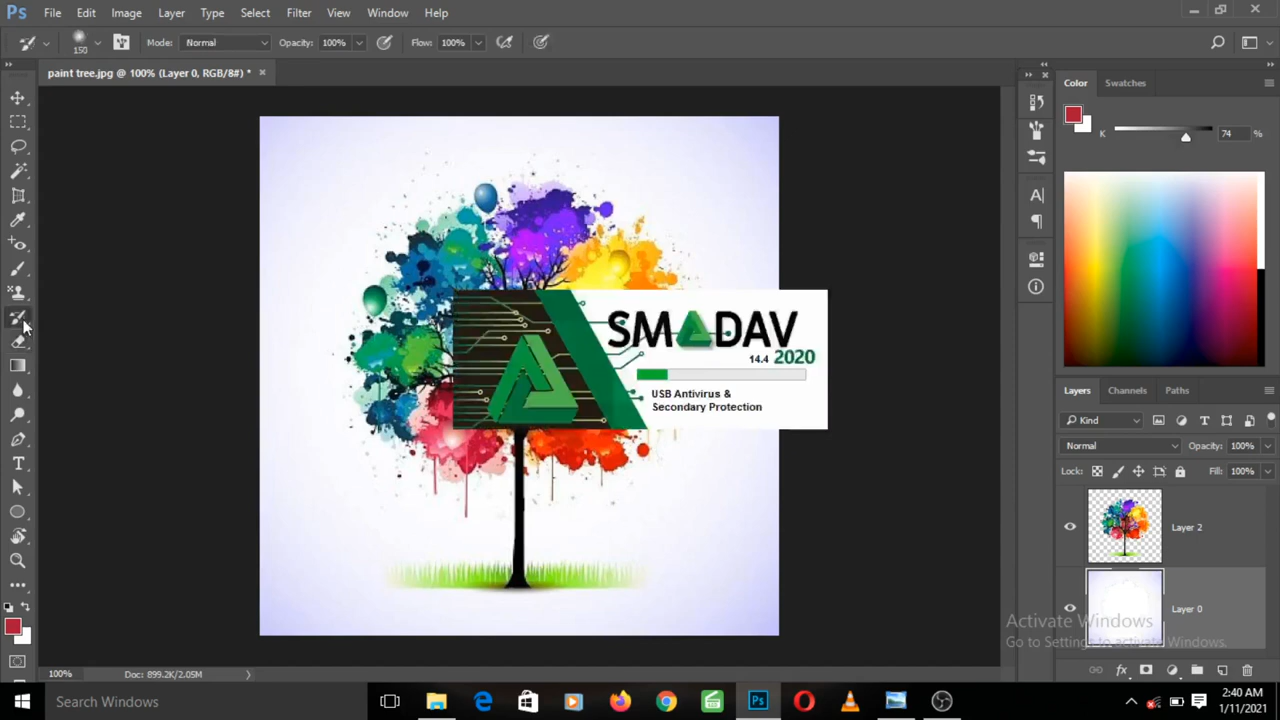 Ps File Edit Image Layer Type Select Filter View Window Help
150 Mode: Normal Opacity: 100% Flow: 100%
paint tree.jpg @ 100% (Layer 0, RGB/8#) *
Color Swatches
K 74 %
SMADAV
14.4 2020
USB Antivirus &
Secondary Protection
Layers Channels Paths
Kind
Normal Opacity: 100%
Lock: Fill: 100%
Layer 2
Layer 0
Activate Windows
Go to Settings to activate Windows.
100% Doc: 899.2K/2.05M
Search Windows
Ps
2:40 AM
1/11/2021